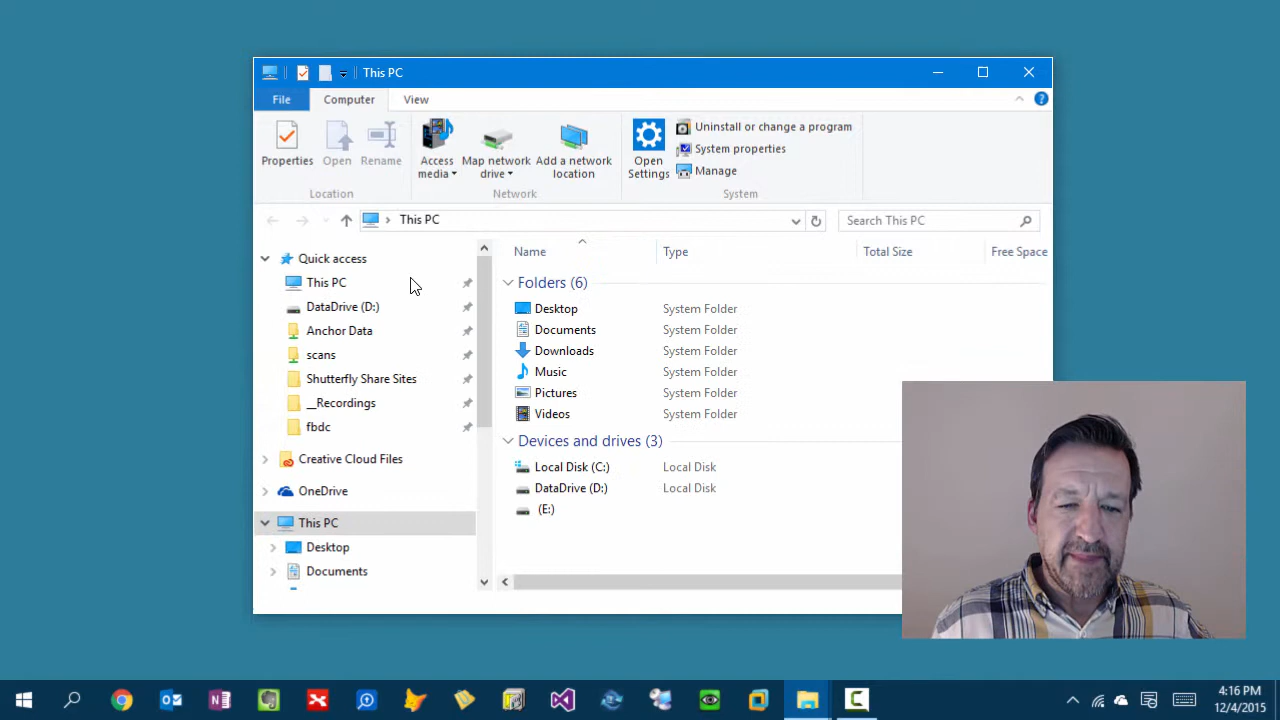 This PC
File Computer View
Properties Open Rename Access media Map network drive Add a network location Open Settings Uninstall or change a program
System properties
Manage
Location Network System
This PC Search This PC
Quick access
This PC
DataDrive (D:)
Anchor Data
scans
Shutterfly Share Sites
__Recordings
fbdc
Creative Cloud Files
OneDrive
This PC
Desktop
Documents
Name Type Total Size Free Space
Folders (6)
Desktop System Folder
Documents System Folder
Downloads System Folder
Music System Folder
Pictures System Folder
Videos System Folder
Devices and drives (3)
Local Disk (C:) Local Disk
DataDrive (D:) Local Disk
(E:)
4:16 PM
12/4/2015